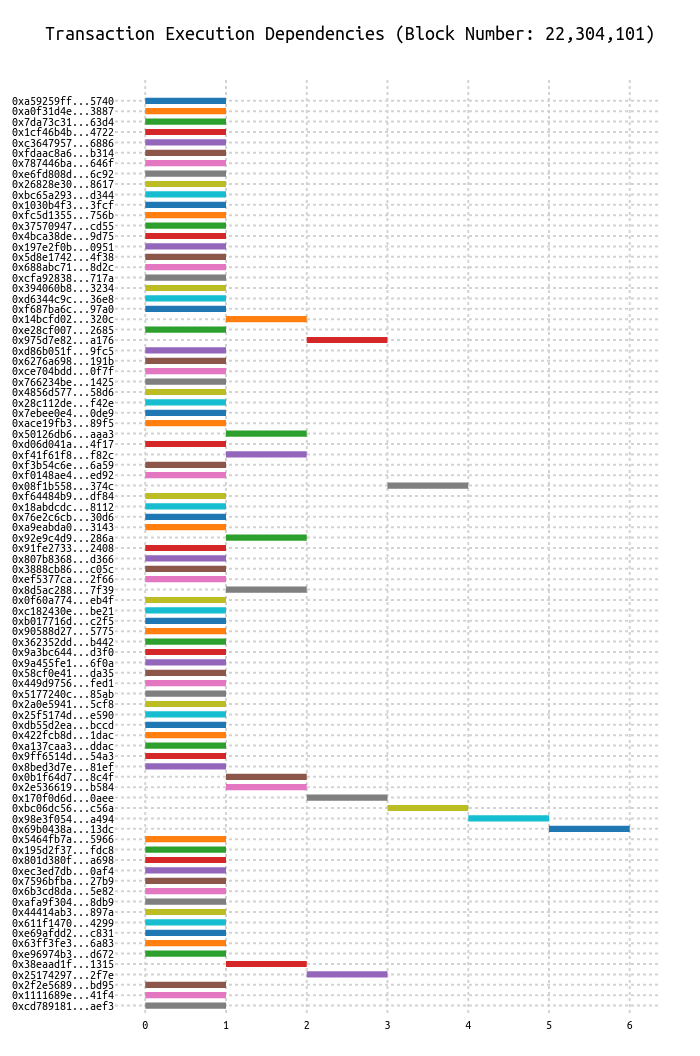 Transaction Execution Dependencies (Block Number: 22,304,101)
0xa59259ff...5740
0xa0f31d4e...3887
0x7da73c31...63d4
0x1cf46b4b...4722
0xc3647957...6886
0xfdaac8a6...b314
0x787446ba...646f
0xe6fd808d...6c92
0x26828e30...8617
0xbc65a293...d344
0x1030b4f3...3fcf
0xfc5d1355...756b
0x37570947...cd55
0x4bca38de...9d75
0x197e2f0b...0951
0x5d8e1742...4f38
0x688abc71...8d2c
0xcfa92838...717a
0x394060b8...3234
0xd6344c9c...36e8
0xf687ba6c...97a0
0x14bcfd02...320c
0xe28cf007...2685
0x975d7e82...a176
0xd86b051f...9fc5
0x6276a698...191b
0xce704bdd...0f7f
0x766234be...1425
0x4856d577...58d6
0x28c112de...f42e
0x7ebee0e4...0de9
0xace19fb3...89f5
0x50126db6...aaa3
0xd06d041a...4f17
0xf41f61f8...f82c
0xf3b54c6e...6a59
0xf0148ae4...ed92
0x08f1b558...374c
0xf64484b9...df84
0x18abdcdc...8112
0x76e2c6cb...30d6
0xa9eabda0...3143
0x92e9c4d9...286a
0x91fe2733...2408
0x807b8368...d366
0x3888cb86...c05c
0xef5377ca...2f66
0x8d5ac288...7f39
0x0f60a774...eb4f
0xc182430e...be21
0xb017716d...c2f5
0x90588d27...5775
0x362352dd...b442
0x9a3bc644...d3f0
0x9a455fe1...6f0a
0x58cf0e41...da35
0x449d9756...fed1
0x5177240c...85ab
0x2a0e5941...5cf8
0x25f5174d...e590
0xdb55d2ea...bccd
0x422fcb8d...1dac
0xa137caa3...ddac
0x9ff6514d...54a3
0x8bed3d7e...81ef
0x0b1f64d7...8c4f
0x2e536619...b584
0x170f0d6d...0aee
0xbc06dc56...c56a
0x98e3f054...a494
0x69b0438a...13dc
0x5464fb7a...5966
0x195d2f37...fdc8
0x801d380f...a698
0xec3ed7db...0af4
0x7596bfba...27b9
0x6b3cd8da...5e82
0xafa9f304...8db9
0x44414ab3...897a
0x611f1470...4299
0xe69afdd2...c831
0x63ff3fe3...6a83
0xe96974b3...d672
0x38eaad1f...1315
0x25174297...2f7e
0x2f2e5689...bd95
0x1111689e...41f4
0xcd789181...aef3
0 1 2 3 4 5 6